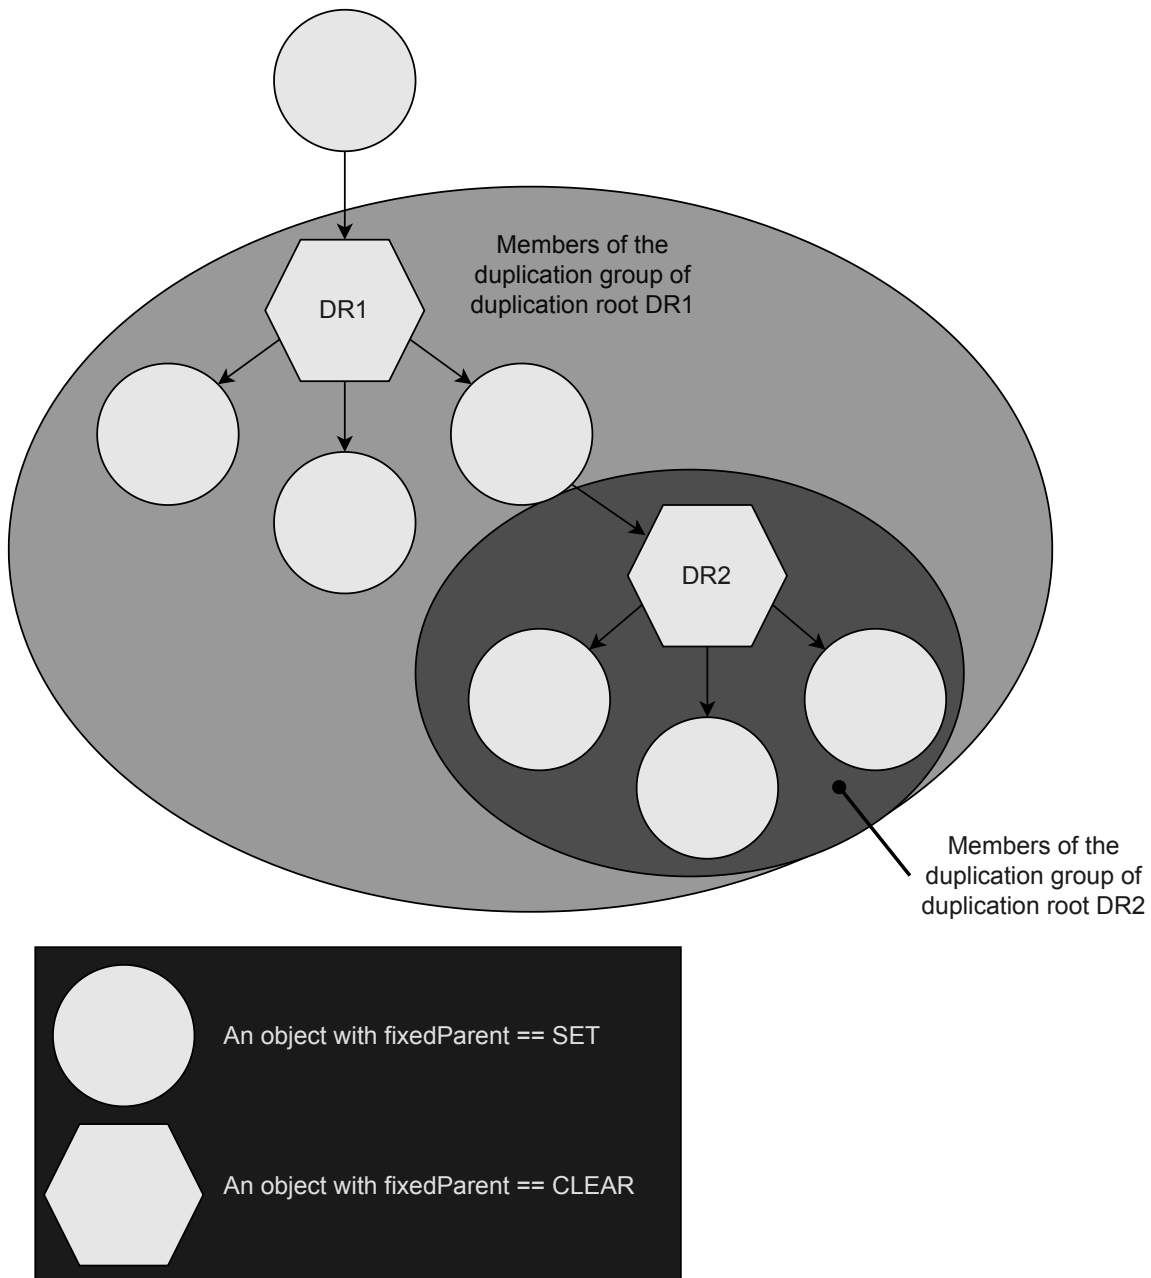 Members of the
duplication group of
duplication root DR1
DR1
DR2
Members of the
duplication group of
duplication root DR2
An object with fixedParent == SET
An object with fixedParent == CLEAR